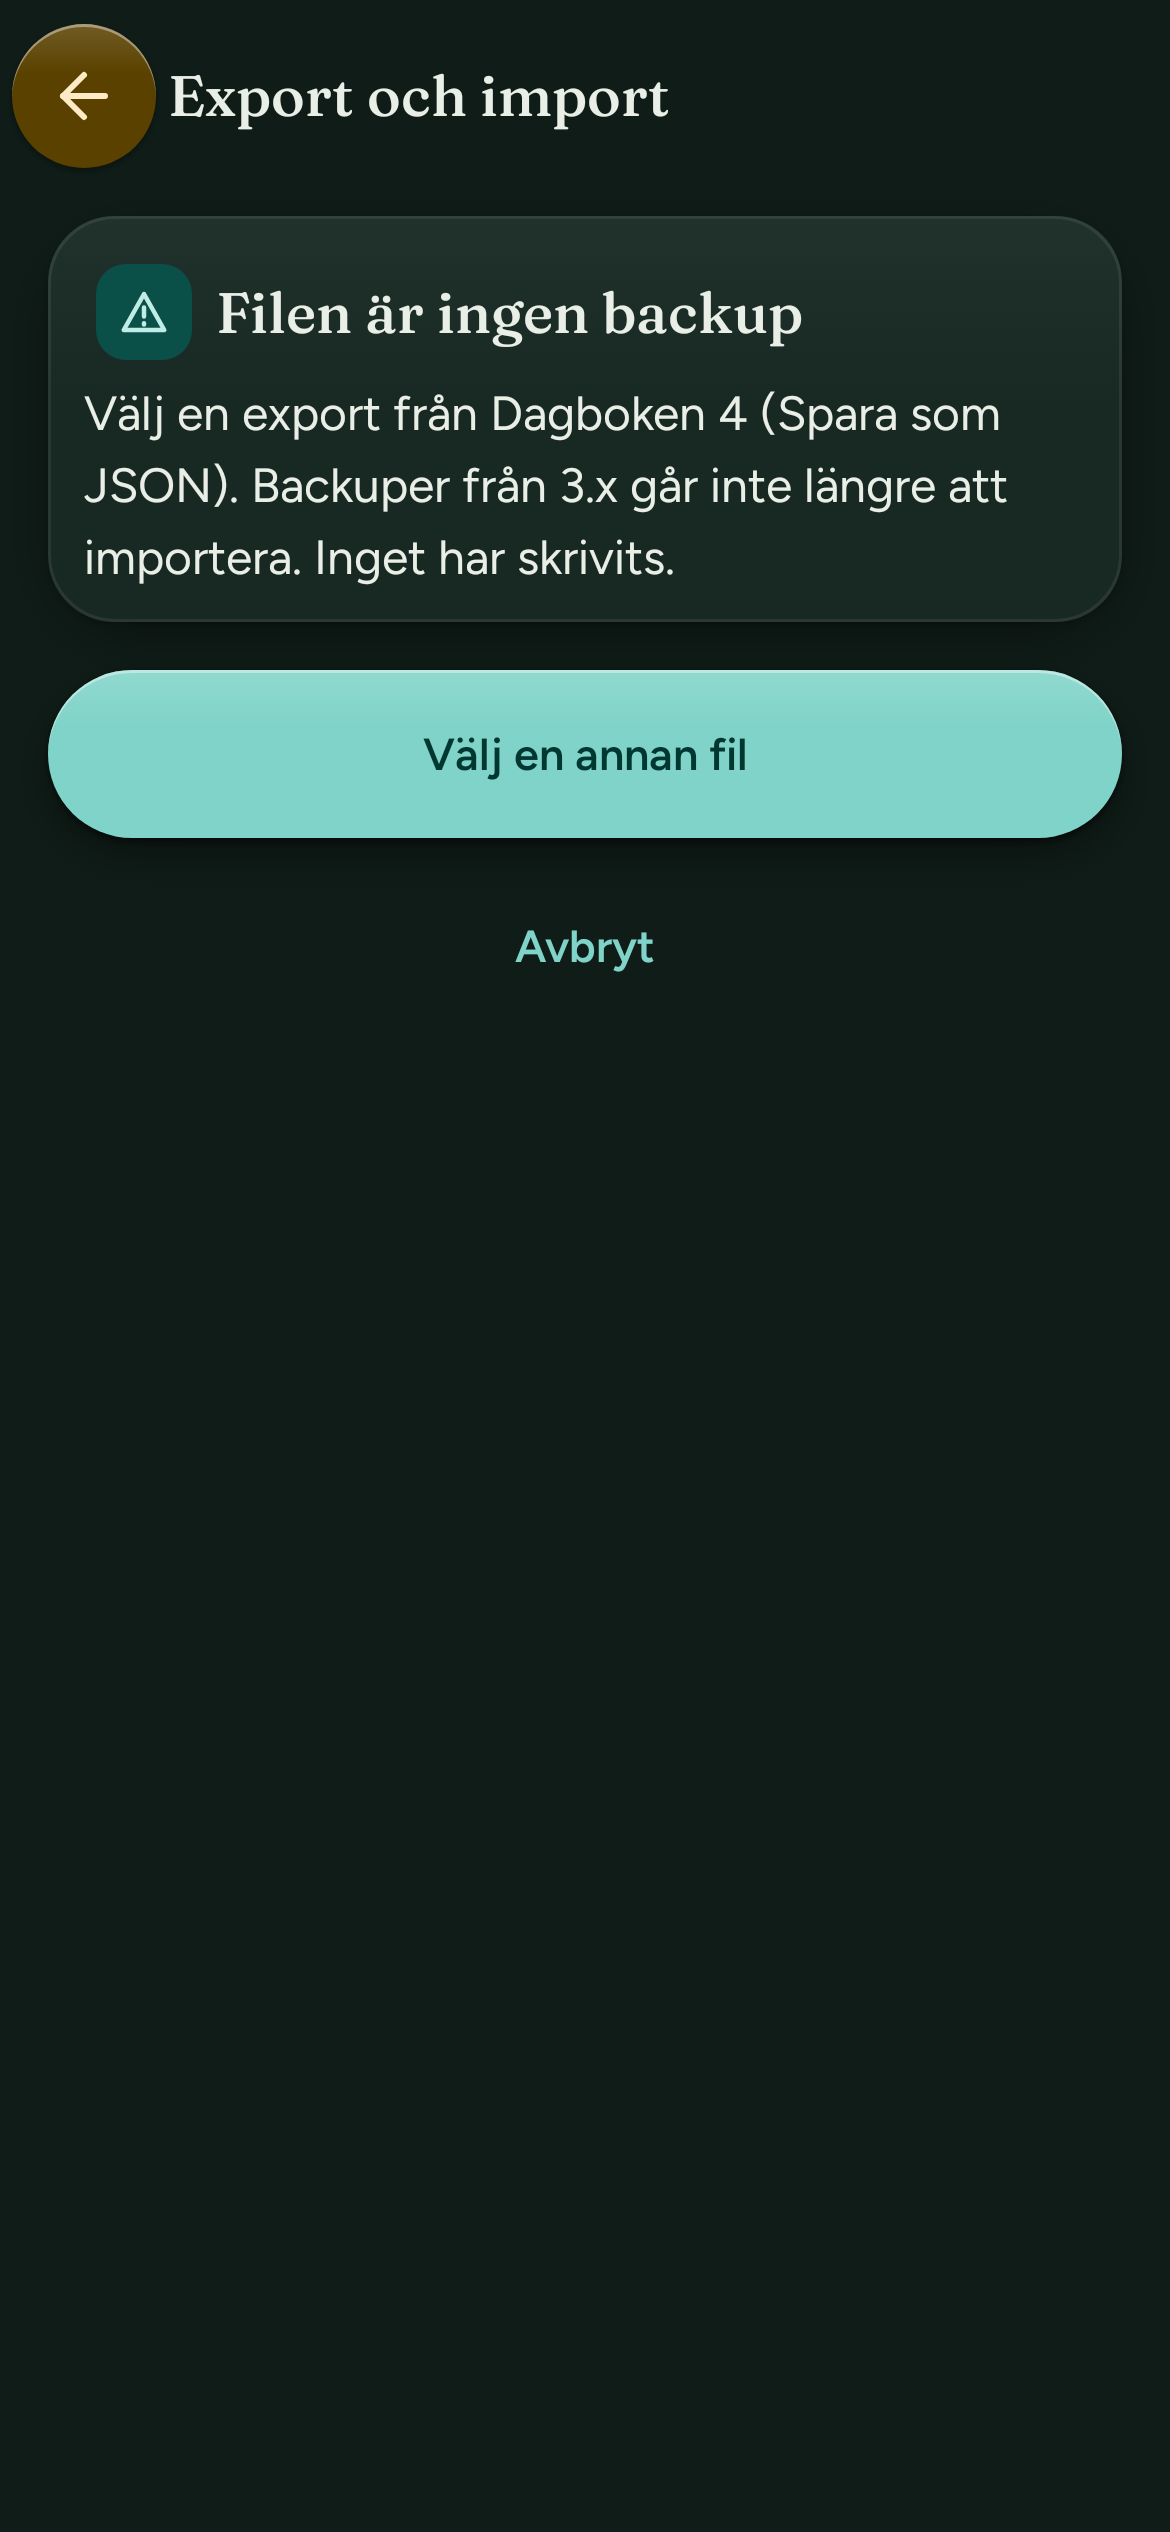 Export och import
Filen är ingen backup
Välj en export från Dagboken 4 (Spara som
JSON). Backuper från 3.x går inte längre att
importera. Inget har skrivits.
Välj en annan fil
Avbryt